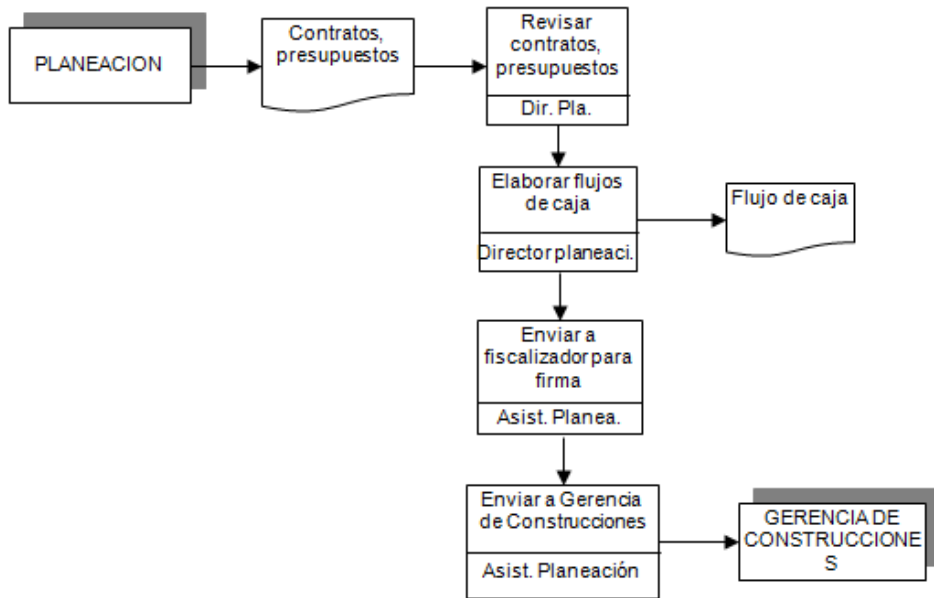 PLANEACION
Contratos,
presupuestos
Revisar
contratos,
presupuestos
Dir. Pla.
Elaborar flujos
de caja
Director planeaci.
Flujo de caja
Enviar a
fiscalizador para
firma
Asist. Planea.
Enviar a Gerencia
de Construcciones
Asist. Planeación
GERENCIA DE
CONSTRUCCIONE
S